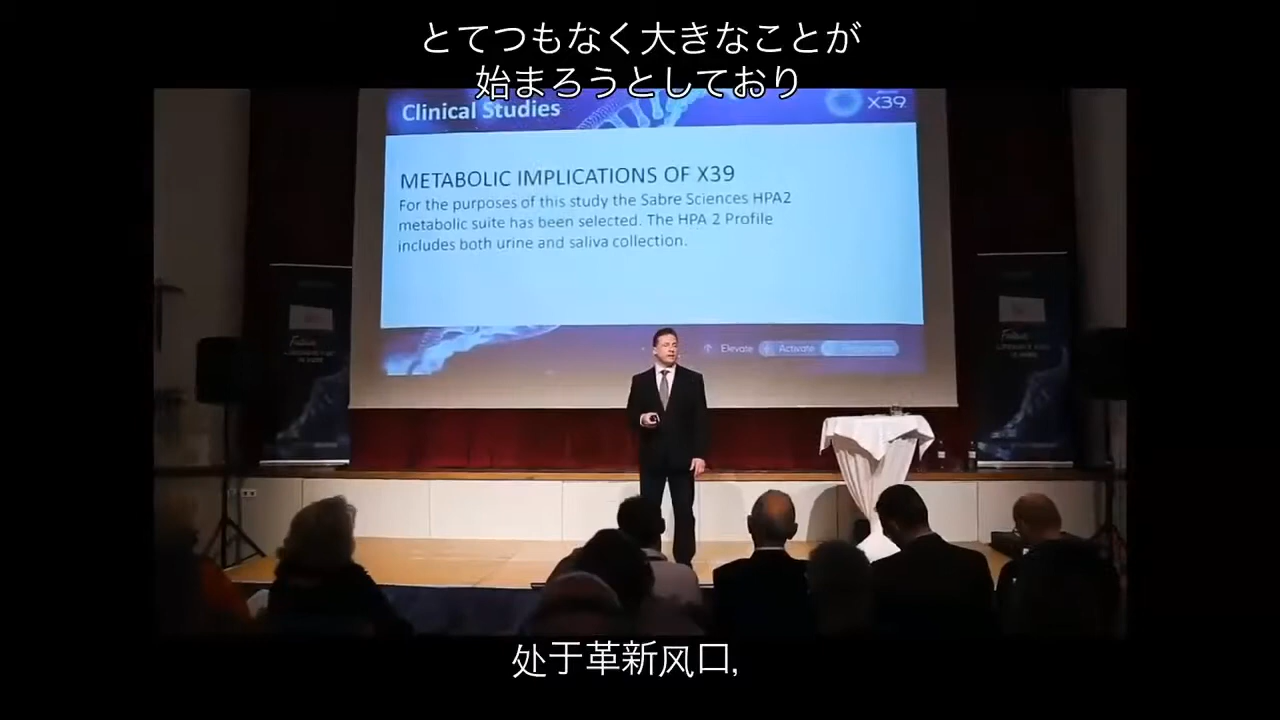 とてつもなく大きなことが
始まろうとしており
Clinical Studies
X39
METABOLIC IMPLICATIONS OF X39
For the purposes of this study the Sabre Sciences HPA2
metabolic suite has been selected. The HPA 2 Profile
includes both urine and saliva collection.
Elevate
Activate
处于革新风口,